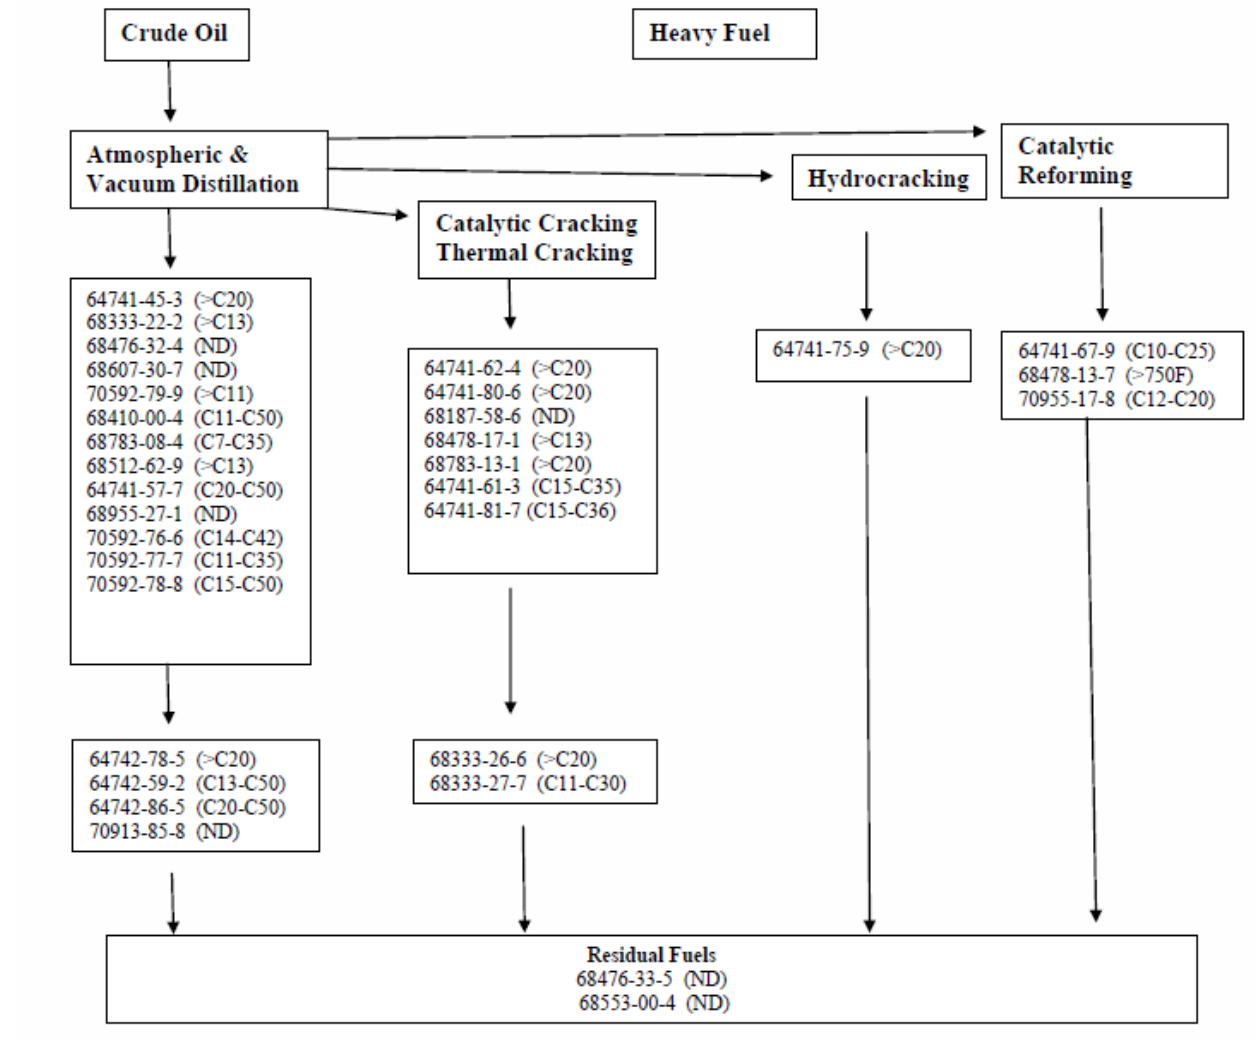 Crude Oil
Heavy Fuel
Atmospheric &
Vacuum Distillation
Catalytic Cracking
Thermal Cracking
Hydrocracking
Catalytic
Reforming
64741-45-3 (>C20)
68333-22-2 (>C13)
68476-32-4 (ND)
68607-30-7 (ND)
70592-79-9 (>C11)
68410-00-4 (C11-C50)
68783-08-4 (C7-C35)
68512-62-9 (>C13)
64741-57-7 (C20-C50)
68955-27-1 (ND)
70592-76-6 (C14-C42)
70592-77-7 (C11-C35)
70592-78-8 (C15-C50)
64741-62-4 (>C20)
64741-80-6 (>C20)
68187-58-6 (ND)
68478-17-1 (>C13)
68783-13-1 (>C20)
64741-61-3 (C15-C35)
64741-81-7 (C15-C36)
64741-75-9 (>C20)
64741-67-9 (C10-C25)
68478-13-7 (>750F)
70955-17-8 (C12-C20)
64742-78-5 (>C20)
64742-59-2 (C13-C50)
64742-86-5 (C20-C50)
70913-85-8 (ND)
68333-26-6 (>C20)
68333-27-7 (C11-C30)
Residual Fuels
68476-33-5 (ND)
68553-00-4 (ND)